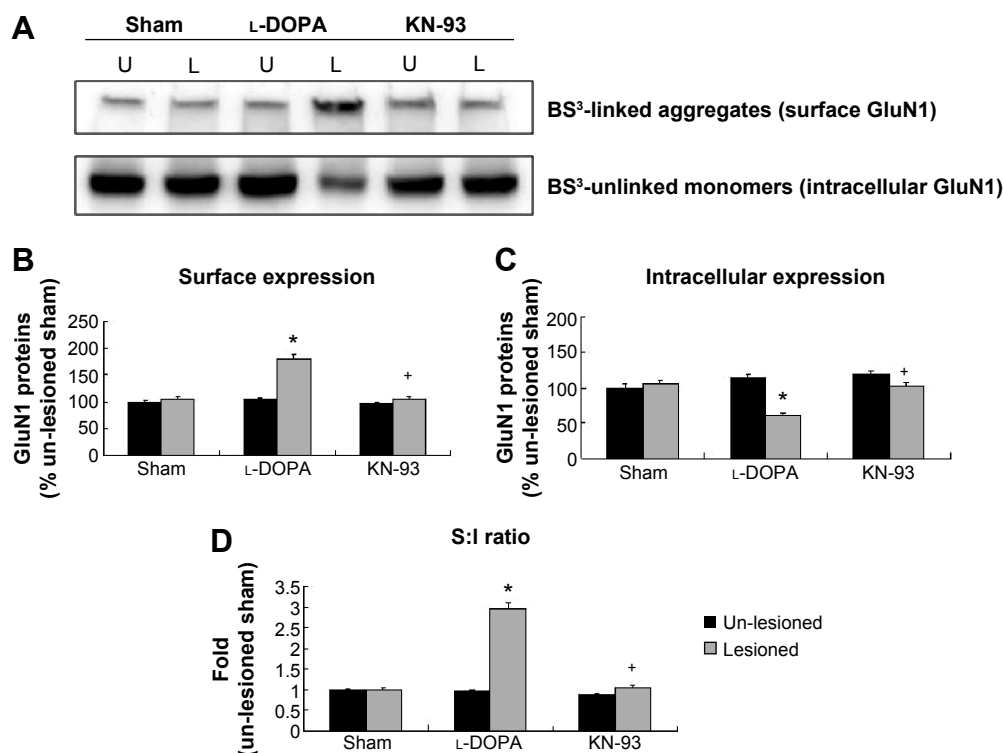 A
Sham L-DOPA KN-93
U L U L U L
BS³-linked aggregates (surface GluN1)
BS³-unlinked monomers (intracellular GluN1)
B
Surface expression
GluN1 proteins
(% un-lesioned sham)
250
200
150
100
50
0
*
+
Sham L-DOPA KN-93
C
Intracellular expression
GluN1 proteins
(% un-lesioned sham)
200
150
100
50
0
*
+
Sham L-DOPA KN-93
D
S:I ratio
Fold
(un-lesioned sham)
3.5
3
2.5
2
1.5
1
0.5
0
*
+
Sham L-DOPA KN-93
Un-lesioned
Lesioned